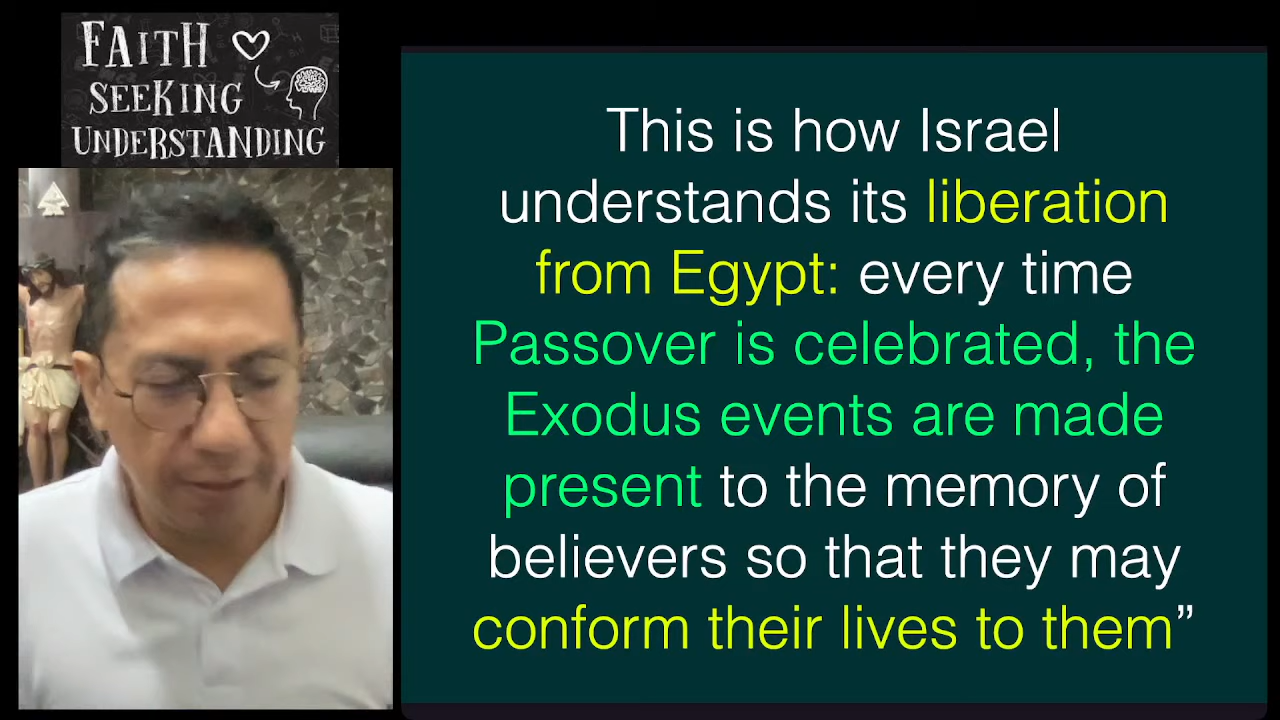 FAITH
SEEKING
UNDERSTANDING
This is how Israel
understands its liberation
from Egypt: every time
Passover is celebrated, the
Exodus events are made
present to the memory of
believers so that they may
conform their lives to them”